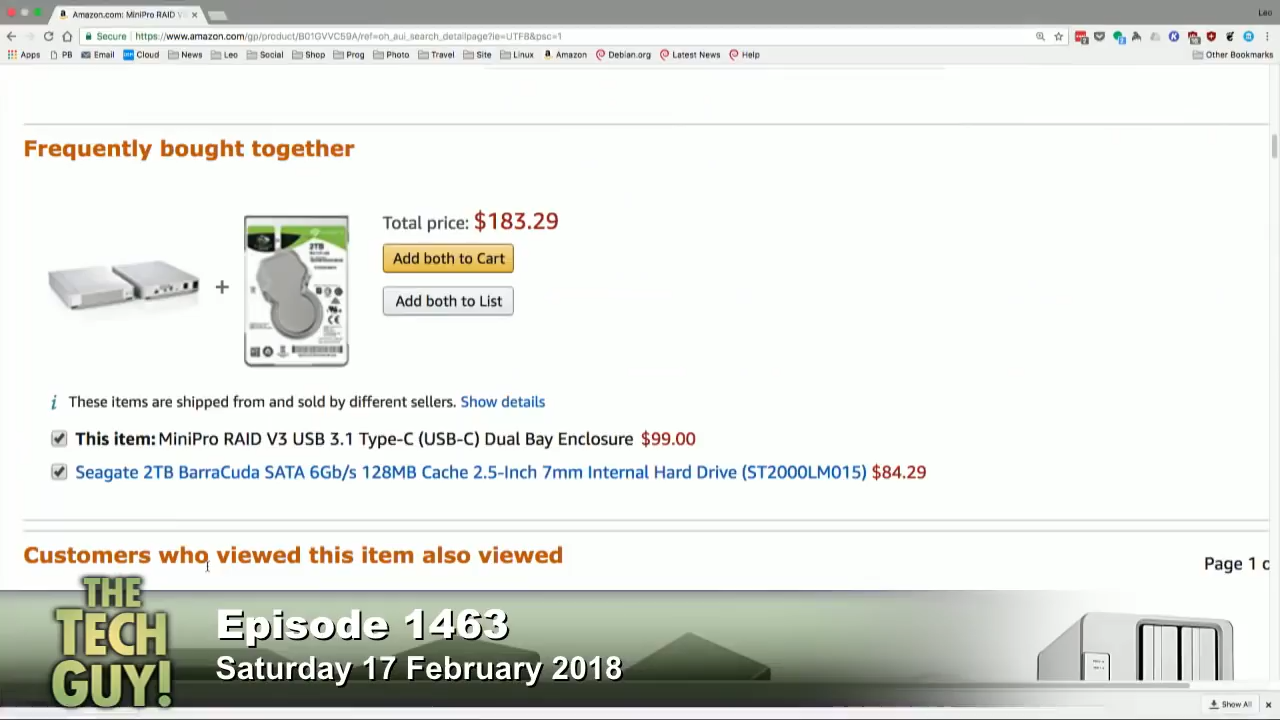 Amazon.com: MiniPro RAID V
Leo
Secure https://www.amazon.com/gp/product/B01GVVC59A/ref=oh_aui_search_detailpage?ie=UTF8&psc=1
Apps PB Email Cloud News Leo Social Shop Prog Photo Travel Site Linux Amazon Debian.org Latest News Help Other Bookmarks
Frequently bought together
Total price: $183.29
Add both to Cart
+
2TB
Add both to List
These items are shipped from and sold by different sellers. Show details
This item: MiniPro RAID V3 USB 3.1 Type-C (USB-C) Dual Bay Enclosure $99.00
Seagate 2TB BarraCuda SATA 6Gb/s 128MB Cache 2.5-Inch 7mm Internal Hard Drive (ST2000LM015) $84.29
Customers who viewed this item also viewed
Page 1 o
THE
TECH
GUY!
Episode 1463
Saturday 17 February 2018
Show All